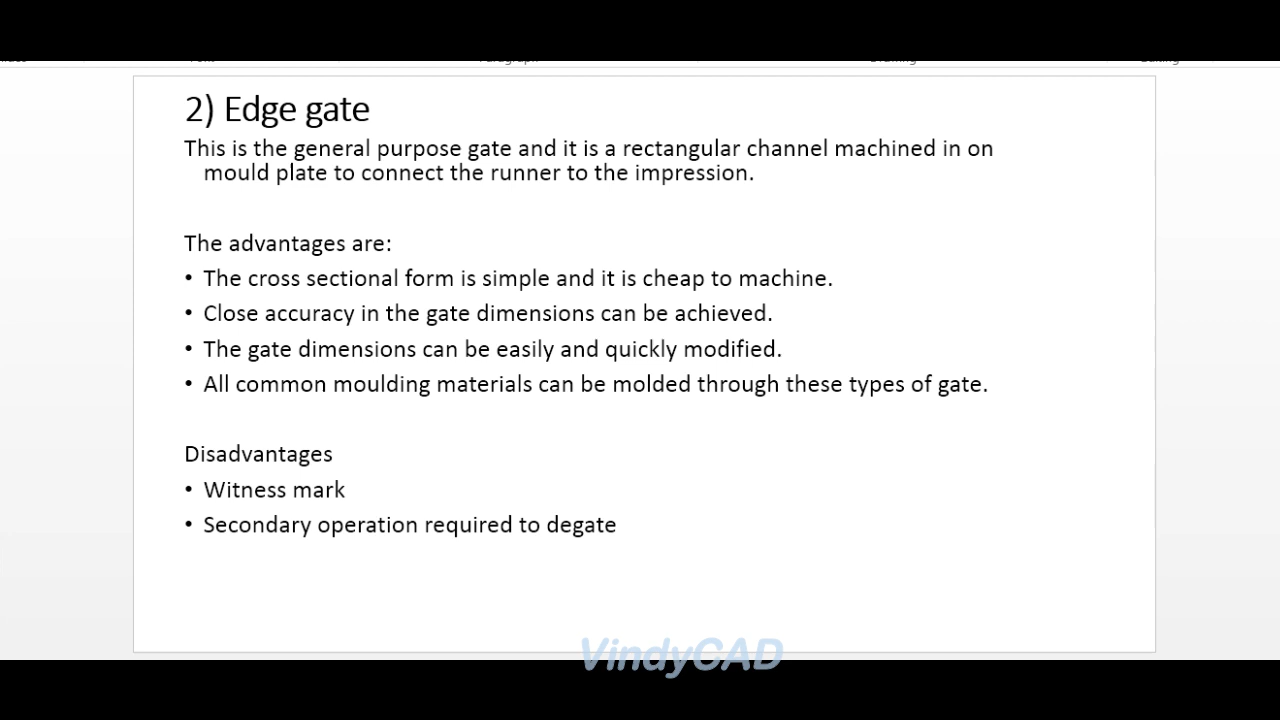 2) Edge gate
This is the general purpose gate and it is a rectangular channel machined in on
mould plate to connect the runner to the impression.
The advantages are:
• The cross sectional form is simple and it is cheap to machine.
• Close accuracy in the gate dimensions can be achieved.
• The gate dimensions can be easily and quickly modified.
• All common moulding materials can be molded through these types of gate.
Disadvantages
• Witness mark
• Secondary operation required to degate
VindyCAD